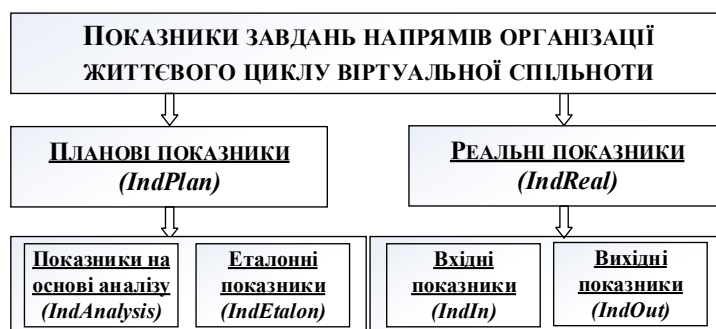 ПОКАЗНИКИ ЗАВДАНЬ НАПРЯМІВ ОРГАНІЗАЦІЇ
ЖИТТЄВОГО ЦИКЛУ ВІРТУАЛЬНОЇ СПІЛЬНОТИ
ПЛАНОВІ ПОКАЗНИКИ
(IndPlan)
РЕАЛЬНІ ПОКАЗНИКИ
(IndReal)
Показники на
основі аналізу
(IndAnalysis)
Еталонні
показники
(IndEtalon)
Вхідні
показники
(IndIn)
Вихідні
показники
(IndOut)